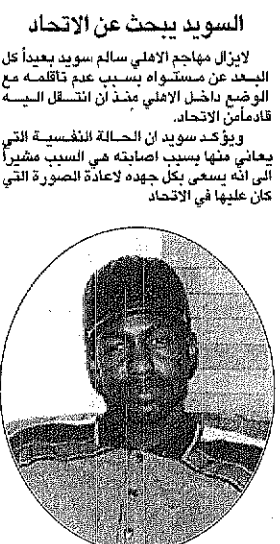 السويد يبحث عن الاتحاد
لايزال مهاجم الاهلي سالم سويد بعيداً كل
البعد عن مستواه بسبب عدم تاقلمه مع
الوضع داخل الاهلي منذ ان انتقل اليه
قادماًمن الاتحاد.
ويؤكد سويد ان الحالة النفسية التي
يعاني منها بسبب اصابته هي السبب مشيراً
الى انه يسعى بكل جهده لاعادة الصورة التي
كان عليها في الاتحاد